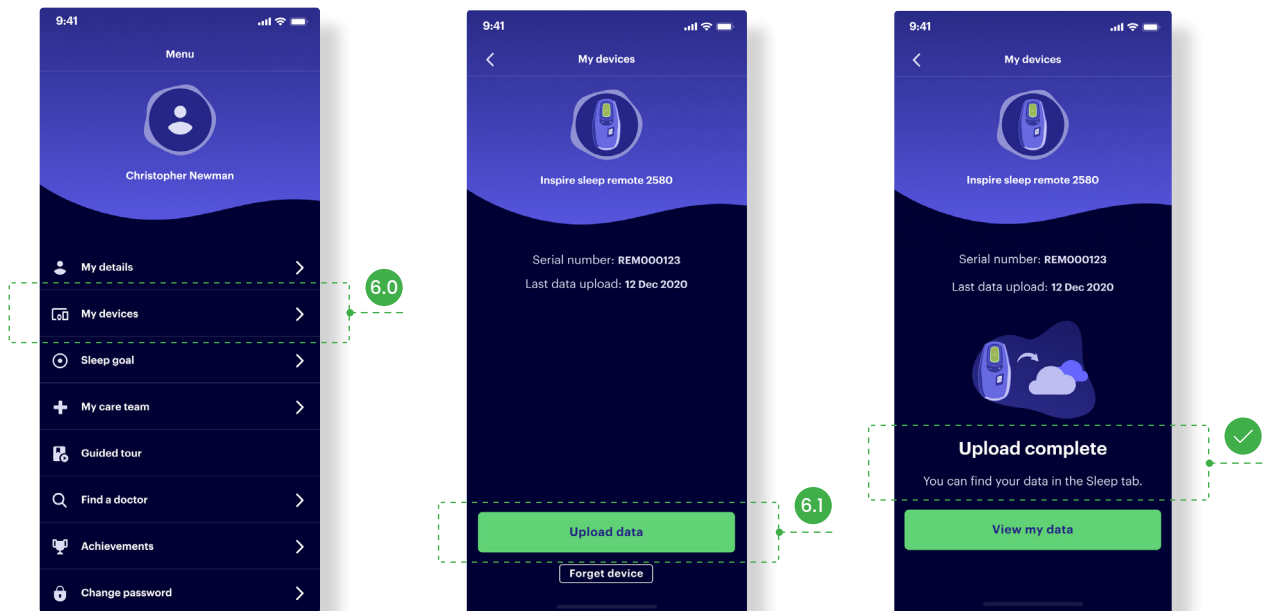 9:41
Menu
Christopher Newman
My details
My devices
Sleep goal
My care team
Guided tour
Find a doctor
Achievements
Change password
6.0
9:41
My devices
Inspire sleep remote 2580
Serial number: REM000123
Last data upload: 12 Dec 2020
Upload data
Forget device
6.1
9:41
My devices
Inspire sleep remote 2580
Serial number: REM000123
Last data upload: 12 Dec 2020
Upload complete
You can find your data in the Sleep tab.
View my data